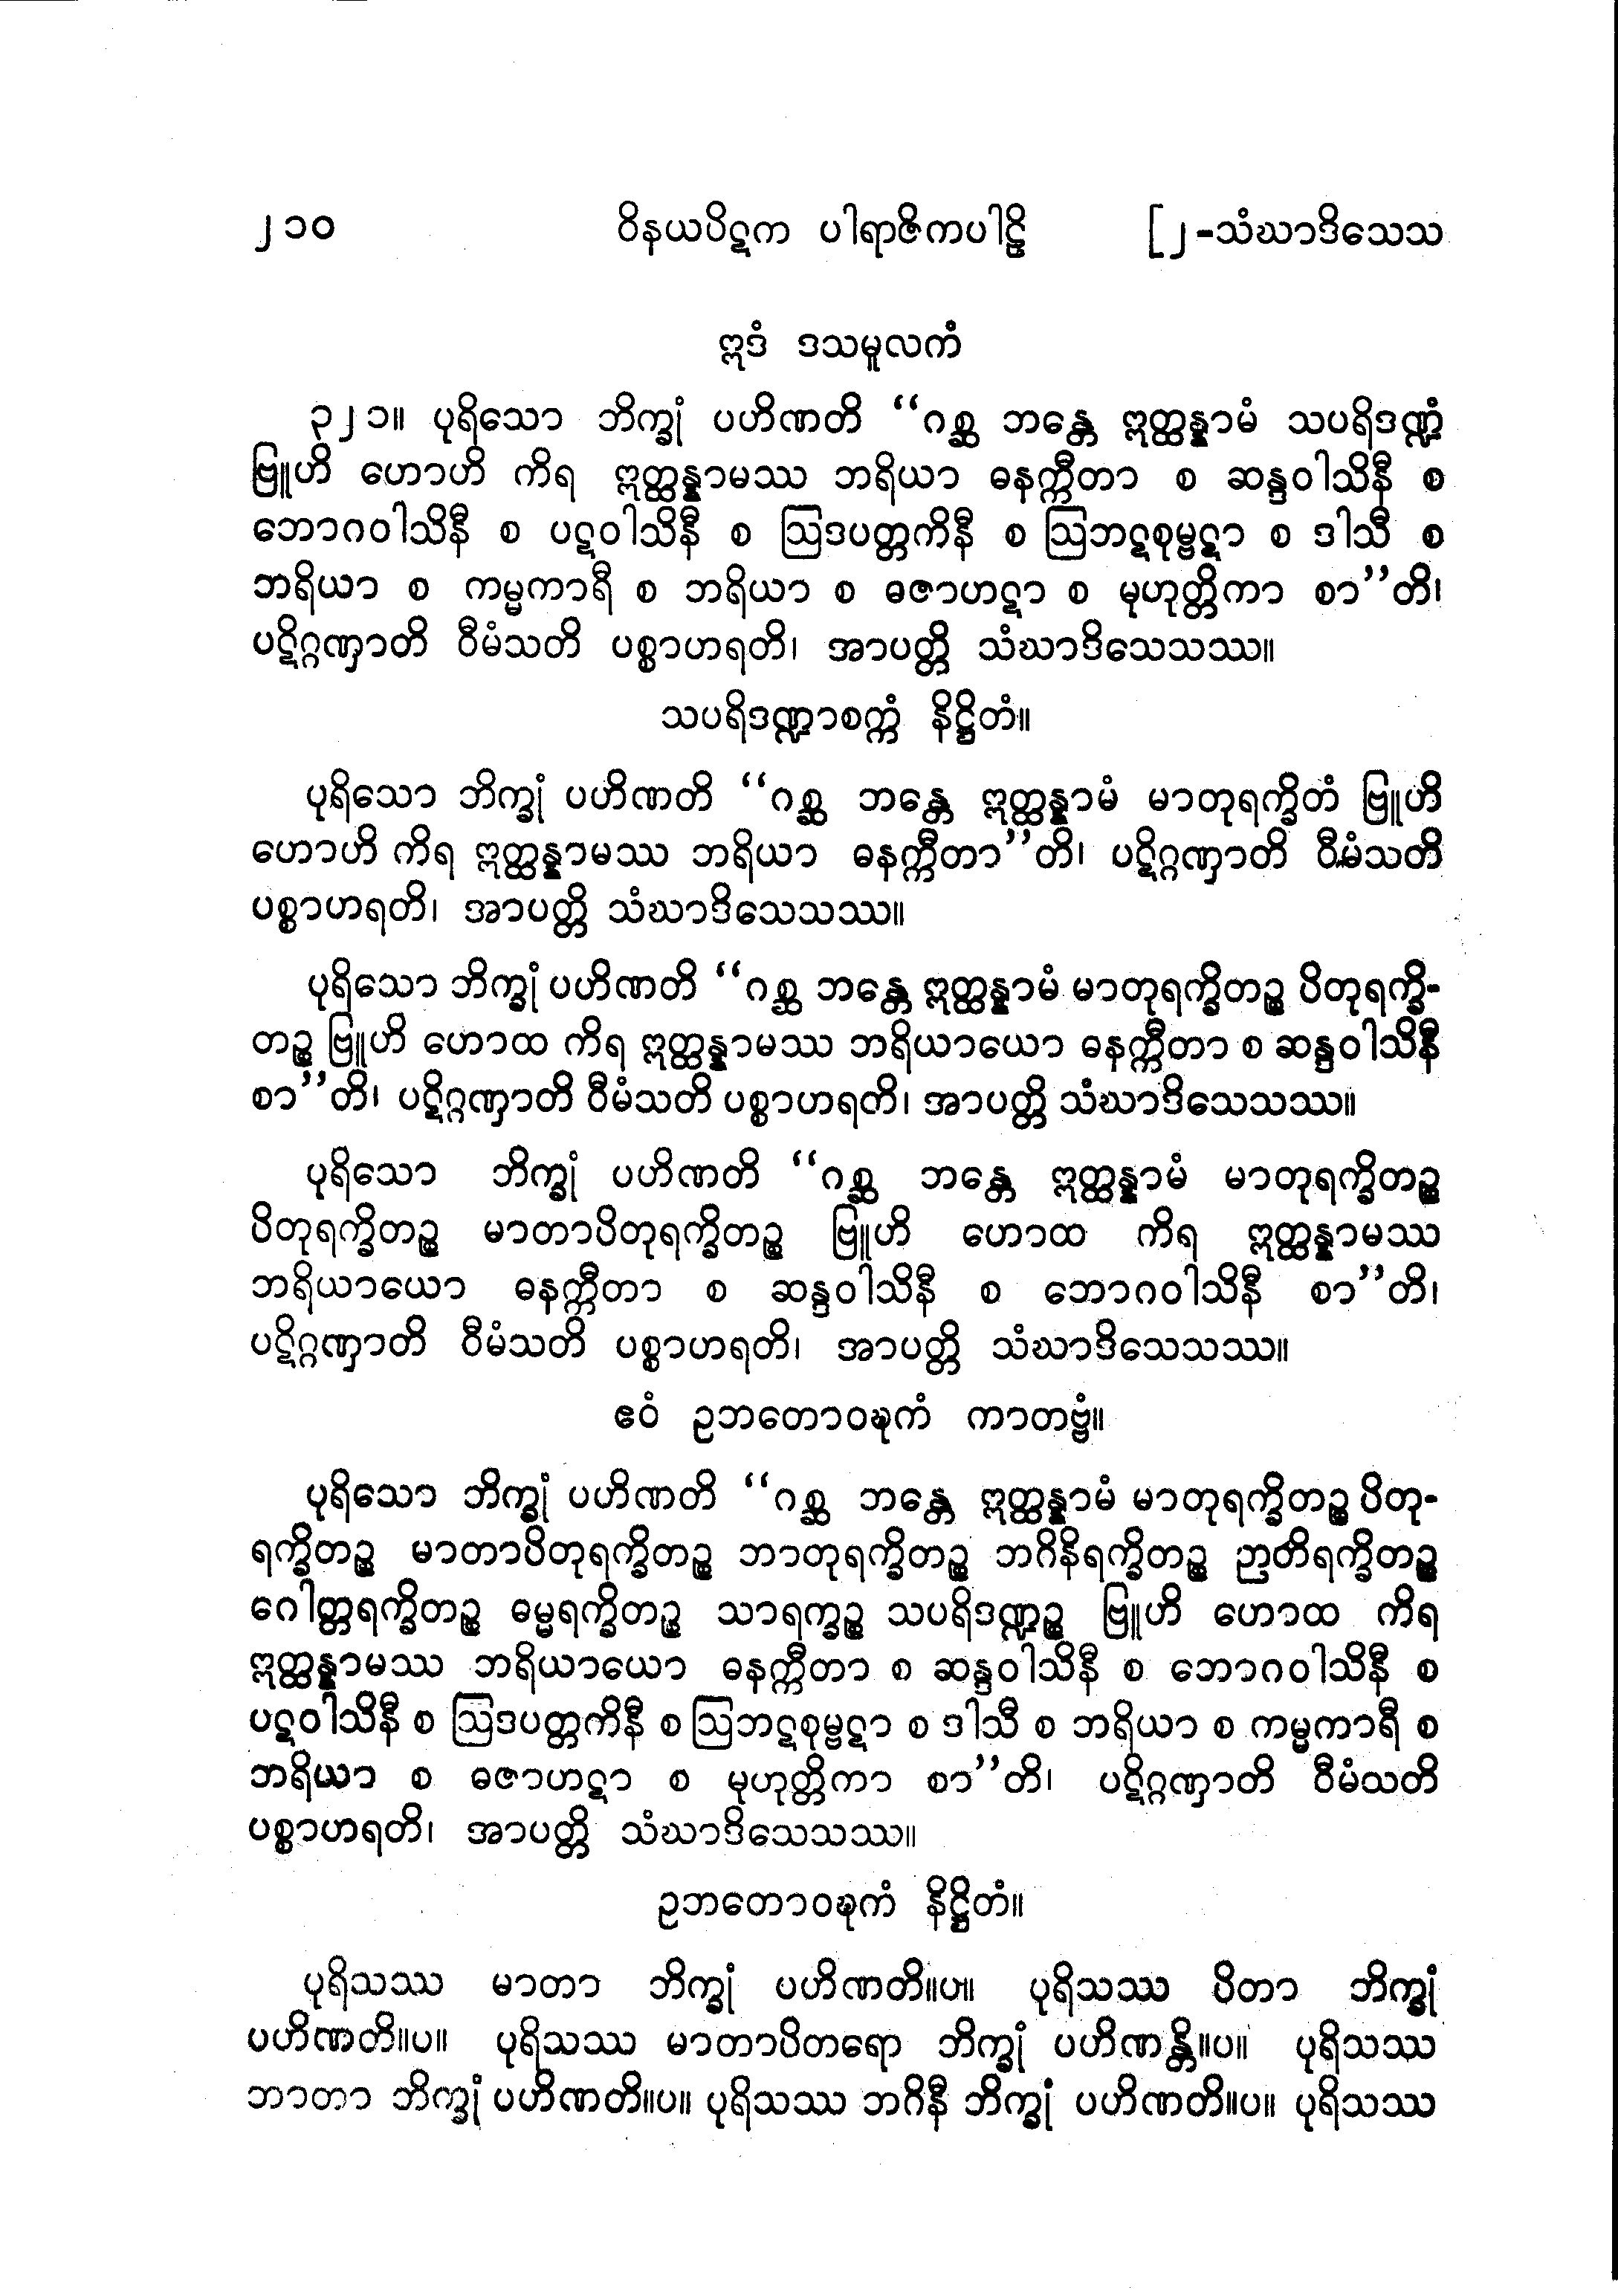 ၂၁၀ ဝိနယပိဋက ပါရာဇိကပါဠိ [၂-သံဃာဒိသေသ
ဣဒံ ဒသမူလကံ
၃၂၁။ ပုရိသော ဘိက္ခုံ ပဟိဏတိ “ဂစ္ဆ ဘန္တေ ဣတ္ထန္နာမံ သပရိဒဏ္ဍံ
ဗြူဟိ ဟောဟိ ကိရ ဣတ္ထန္နာမဿ ဘရိယာ ဓနက္ကီတာ စ ဆန္ဒဝါသိနီ စ
ဘောဂဝါသိနီ စ ပဋဝါသိနီ စ ဩဒပတ္တကိနီ စ ဩဘဋစုမ္ဗဋာ စ ဒါသီ စ
ဘရိယာ စ ကမ္မကာရီ စ ဘရိယာ စ ဓဇာဟဋာ စ မုဟုတ္တိကာ စာ”တိ၊
ပဋိဂ္ဂဏှာတိ ဝီမံသတိ ပစ္စာဟရတိ၊ အာပတ္တိ သံဃာဒိသေသဿ။
သပရိဒဏ္ဍာစက္ကံ နိဋ္ဌိတံ။
ပုရိသော ဘိက္ခုံ ပဟိဏတိ “ဂစ္ဆ ဘန္တေ ဣတ္ထန္နာမံ မာတုရက္ခိတံ ဗြူဟိ
ဟောဟိ ကိရ ဣတ္ထန္နာမဿ ဘရိယာ ဓနက္ကီတာ”တိ၊ ပဋိဂ္ဂဏှာတိ ဝီမံသတိ
ပစ္စာဟရတိ၊ အာပတ္တိ သံဃာဒိသေသဿ။
ပုရိသော ဘိက္ခုံ ပဟိဏတိ “ဂစ္ဆ ဘန္တေ ဣတ္ထန္နာမံ မာတုရက္ခိတဉ္စ ပိတုရက္ခိ-
တဉ္စ ဗြူဟိ ဟောထ ကိရ ဣတ္ထန္နာမဿ ဘရိယာယော ဓနက္ကီတာ စ ဆန္ဒဝါသိနီ
စာ”တိ၊ ပဋိဂ္ဂဏှာတိ ဝီမံသတိ ပစ္စာဟရတိ၊ အာပတ္တိ သံဃာဒိသေသဿ။
ပုရိသော ဘိက္ခုံ ပဟိဏတိ “ဂစ္ဆ ဘန္တေ ဣတ္ထန္နာမံ မာတုရက္ခိတဉ္စ
ပိတုရက္ခိတဉ္စ မာတာပိတုရက္ခိတဉ္စ ဗြူဟိ ဟောထ ကိရ ဣတ္ထန္နာမဿ
ဘရိယာယော ဓနက္ကီတာ စ ဆန္ဒဝါသိနီ စ ဘောဂဝါသိနီ စာ”တိ၊
ပဋိဂ္ဂဏှာတိ ဝီမံသတိ ပစ္စာဟရတိ၊ အာပတ္တိ သံဃာဒိသေသဿ။
ဧဝံ ဥဘတောဝဍ္ဎကံ ကာတဗ္ဗံ။
ပုရိသော ဘိက္ခုံ ပဟိဏတိ “ဂစ္ဆ ဘန္တေ ဣတ္ထန္နာမံ မာတုရက္ခိတဉ္စ ပိတု-
ရက္ခိတဉ္စ မာတာပိတုရက္ခိတဉ္စ ဘာတုရက္ခိတဉ္စ ဘဂိနိရက္ခိတဉ္စ ဉာတိရက္ခိတဉ္စ
ဂေါတ္တရက္ခိတဉ္စ ဓမ္မရက္ခိတဉ္စ သာရက္ခဉ္စ သပရိဒဏ္ဍဉ္စ ဗြူဟိ ဟောထ ကိရ
ဣတ္ထန္နာမဿ ဘရိယာယော ဓနက္ကီတာ စ ဆန္ဒဝါသိနီ စ ဘောဂဝါသိနီ စ
ပဋဝါသိနီ စ ဩဒပတ္တကိနီ စ ဩဘဋစုမ္ဗဋာ စ ဒါသီ စ ဘရိယာ စ ကမ္မကာရီ စ
ဘရိယာ စ ဓဇာဟဋာ စ မုဟုတ္တိကာ စာ”တိ၊ ပဋိဂ္ဂဏှာတိ ဝီမံသတိ
ပစ္စာဟရတိ၊ အာပတ္တိ သံဃာဒိသေသဿ။
ဥဘတောဝဍ္ဎကံ နိဋ္ဌိတံ။
ပုရိသဿ မာတာ ဘိက္ခုံ ပဟိဏတိ။ပ။ ပုရိသဿ ပိတာ ဘိက္ခုံ
ပဟိဏတိ။ပ။ ပုရိသဿ မာတာပိတရော ဘိက္ခုံ ပဟိဏန္တိ။ပ။ ပုရိသဿ
ဘာတာ ဘိက္ခုံ ပဟိဏတိ။ပ။ ပုရိသဿ ဘဂိနီ ဘိက္ခုံ ပဟိဏတိ။ပ။ ပုရိသဿ